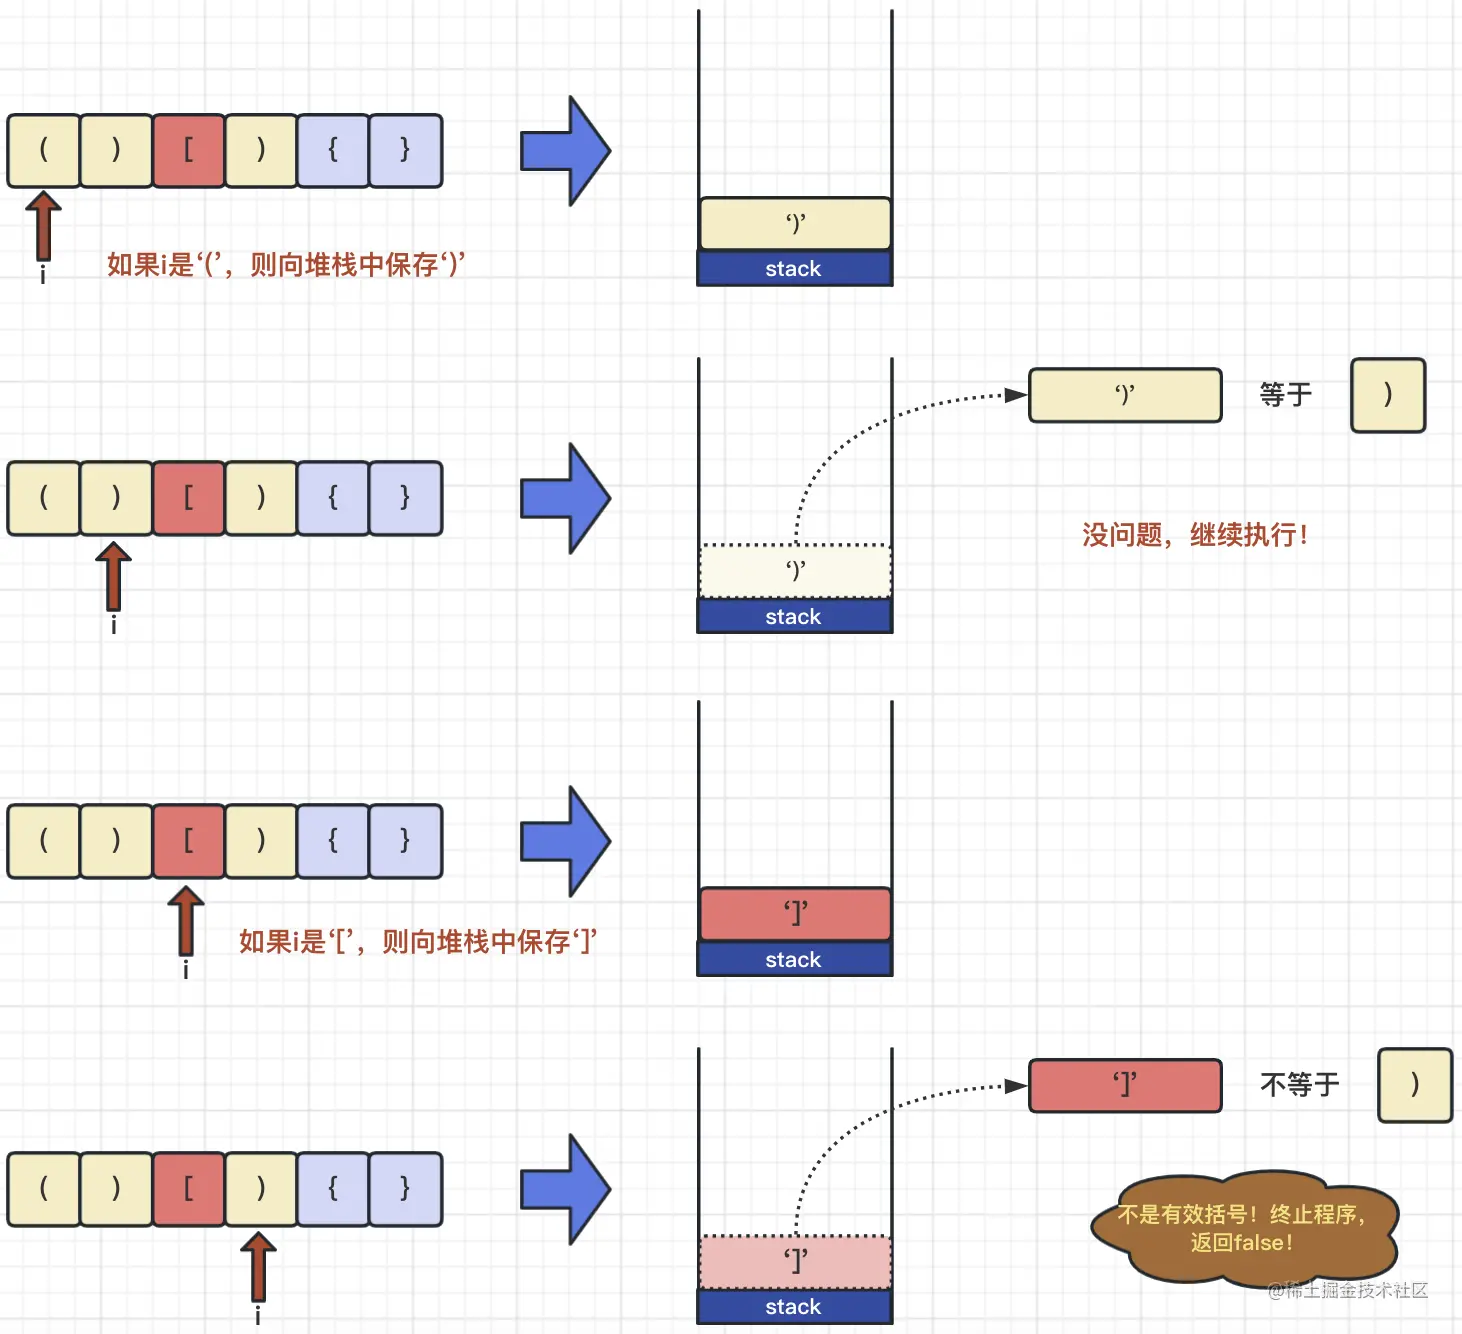 ( ) [ ) { }
i
如果i是‘(’，则向堆栈中保存‘)’
‘)’
stack
( ) [ ) { }
i
‘)’
stack
‘)’ 等于 )
没问题，继续执行！
( ) [ ) { }
i
如果i是‘[’，则向堆栈中保存‘]’
‘]’
stack
( ) [ ) { }
i
‘]’
stack
‘]’ 不等于 )
不是有效括号！终止程序，
返回false！
@稀土掘金技术社区